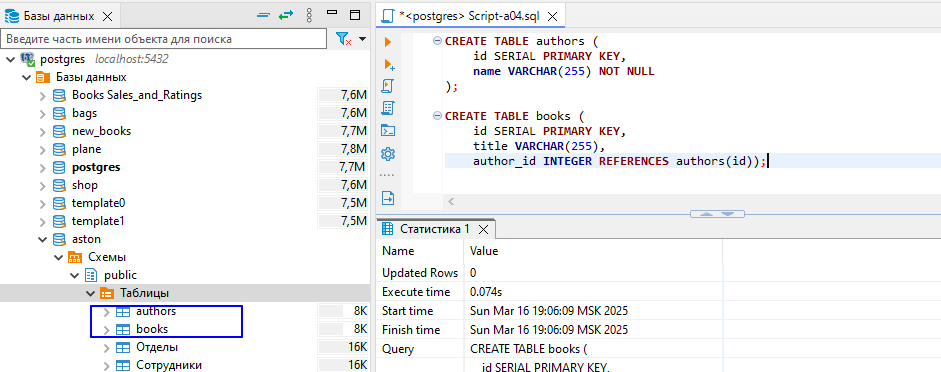 Базы данных
Введите часть имени объекта для поиска
postgres localhost:5432
Базы данных
Books Sales_and_Ratings 7,6M
bags 7,6M
new_books 7,7M
plane 7,8M
postgres 7,7M
shop 7,6M
template0 7,5M
template1 7,5M
aston
Схемы
public
Таблицы
authors 8K
books 8K
Отделы 16K
Сотрудники 16K
*<postgres> Script-a04.sql
CREATE TABLE authors (
id SERIAL PRIMARY KEY,
name VARCHAR(255) NOT NULL
);
CREATE TABLE books (
id SERIAL PRIMARY KEY,
title VARCHAR(255),
author_id INTEGER REFERENCES authors(id));
Статистика 1
Name Value
Updated Rows 0
Execute time 0.074s
Start time Sun Mar 16 19:06:09 MSK 2025
Finish time Sun Mar 16 19:06:09 MSK 2025
Query CREATE TABLE books (
id SERIAL PRIMARY KEY,